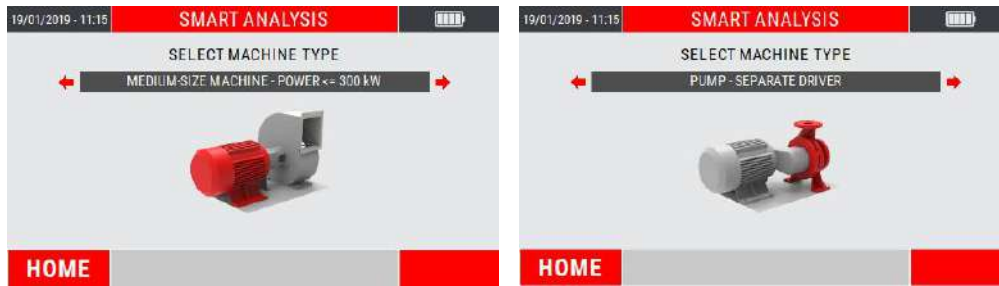 19/01/2019 - 11:15 SMART ANALYSIS
SELECT MACHINE TYPE
MEDIUM-SIZE MACHINE - POWER <= 300 kW
HOME
19/01/2019 - 11:15 SMART ANALYSIS
SELECT MACHINE TYPE
PUMP - SEPARATE DRIVER
HOME